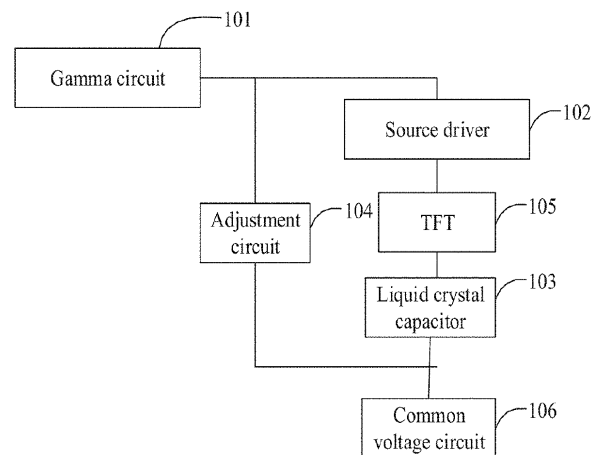 101
Gamma circuit
102
Source driver
104
Adjustment
circuit
105
TFT
103
Liquid crystal
capacitor
106
Common
voltage circuit